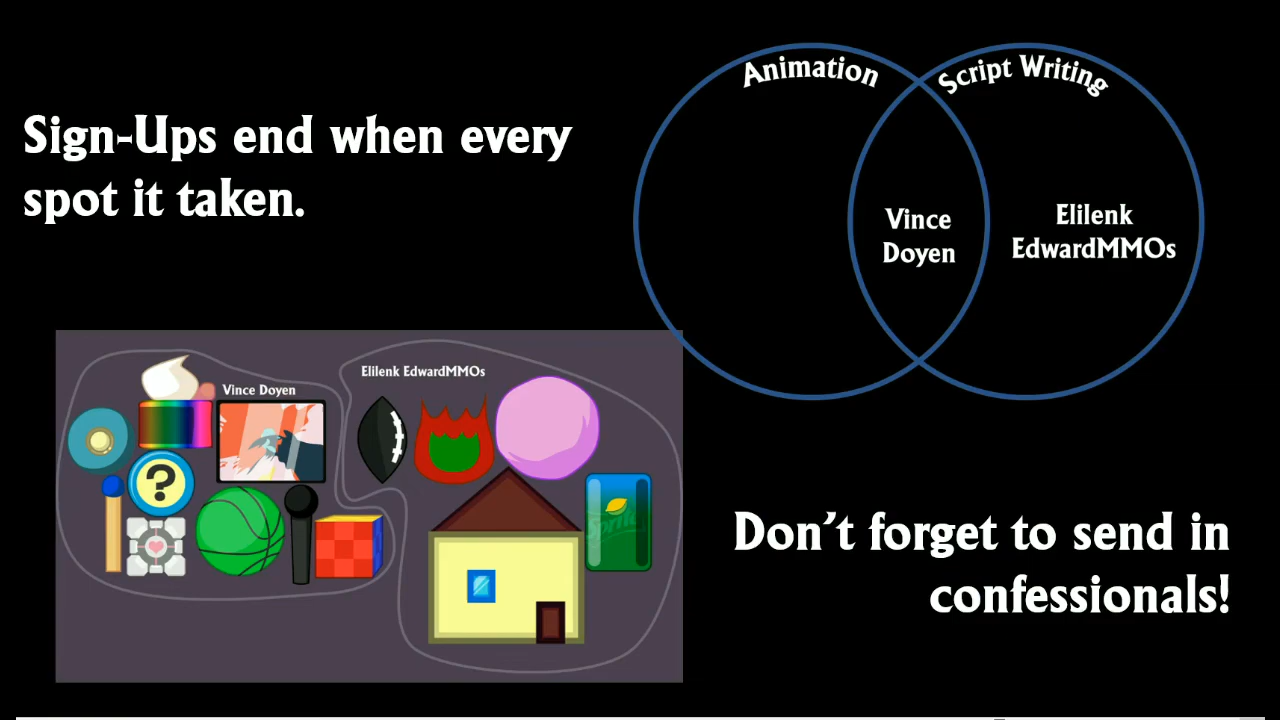 Sign-Ups end when every
spot it taken.
Animation
Script Writing
Vince
Doyen
Elilenk
EdwardMMOs
Vince Doyen
Elilenk EdwardMMOs
?
Sprite
Don't forget to send in
confessionals!